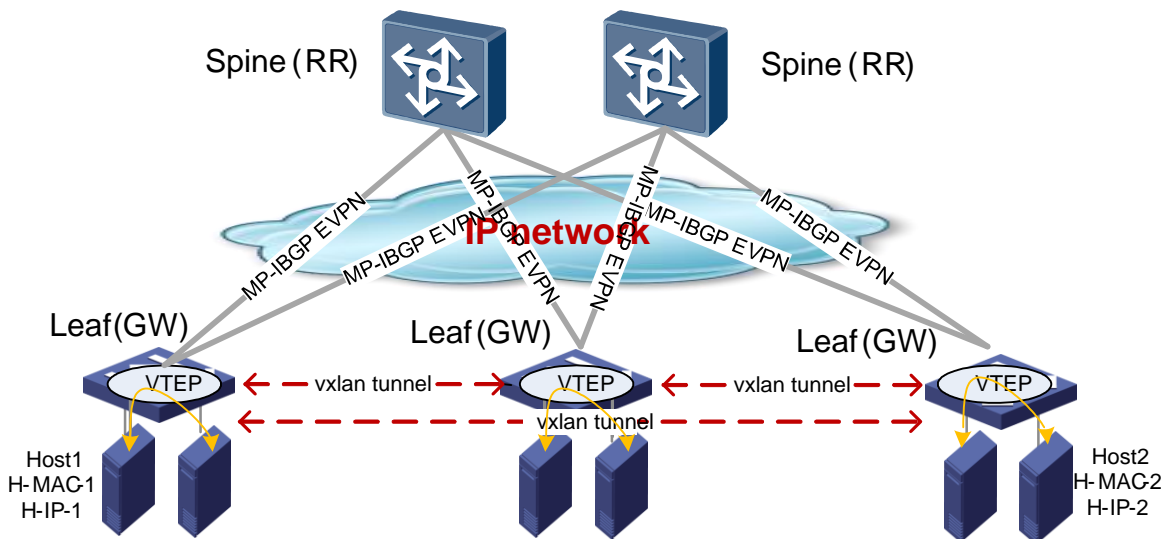 Spine (RR)
Spine (RR)
MP-IBGP EVPN
MP-IBGP EVPN
MP-IBGP EVPN
MP-IBGP EVPN
MP-IBGP EVPN
MP-IBGP EVPN
IP network
Leaf(GW)
Leaf(GW)
Leaf(GW)
VTEP
vxlan tunnel
VTEP
vxlan tunnel
VTEP
vxlan tunnel
Host1
H-MAC-1
H-IP-1
Host2
H-MAC-2
H-IP-2